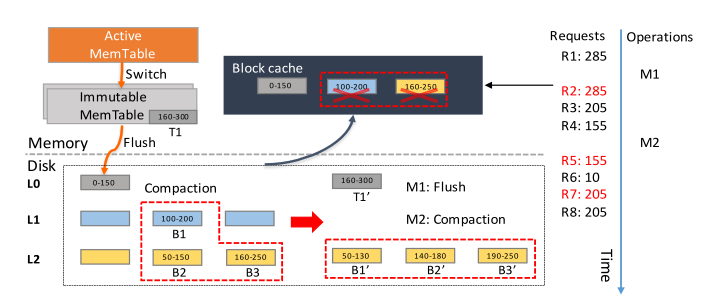 Active
MemTable
Switch
Immutable
MemTable
160-300
T1
Memory
Flush
Disk
Block cache
0-150
100-200
160-250
L0
0-150
Compaction
160-300
T1'
M1: Flush
L1
100-200
B1
M2: Compaction
L2
50-150
B2
160-250
B3
50-130
B1'
140-180
B2'
190-250
B3'
Requests
Operations
R1: 285
M1
R2: 285
R3: 205
R4: 155
M2
R5: 155
R6: 10
R7: 205
R8: 205
Time